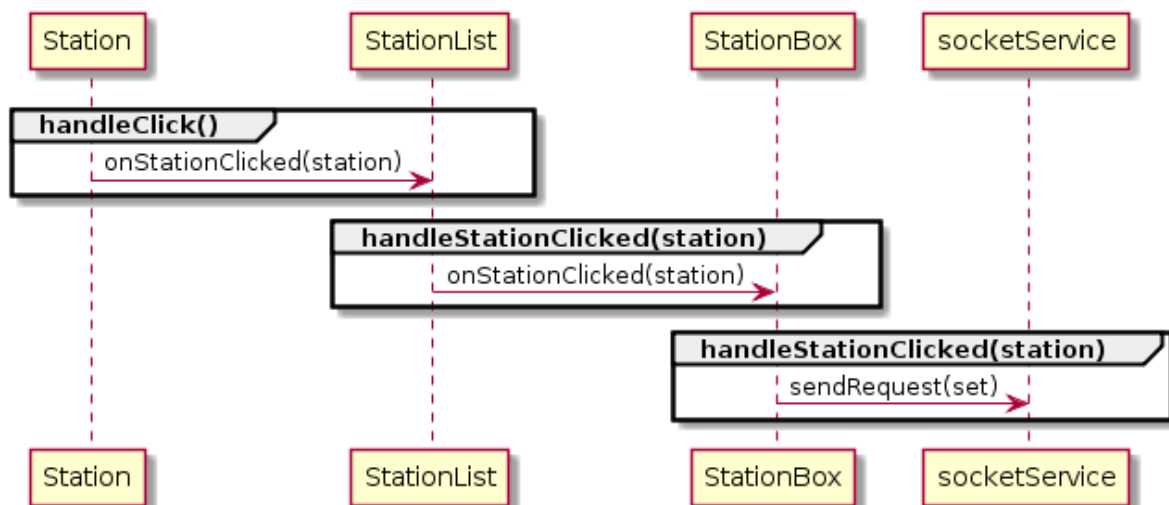 Station
StationList
StationBox
socketService
handleClick()
onStationClicked(station)
handleStationClicked(station)
onStationClicked(station)
handleStationClicked(station)
sendRequest(set)
Station
StationList
StationBox
socketService